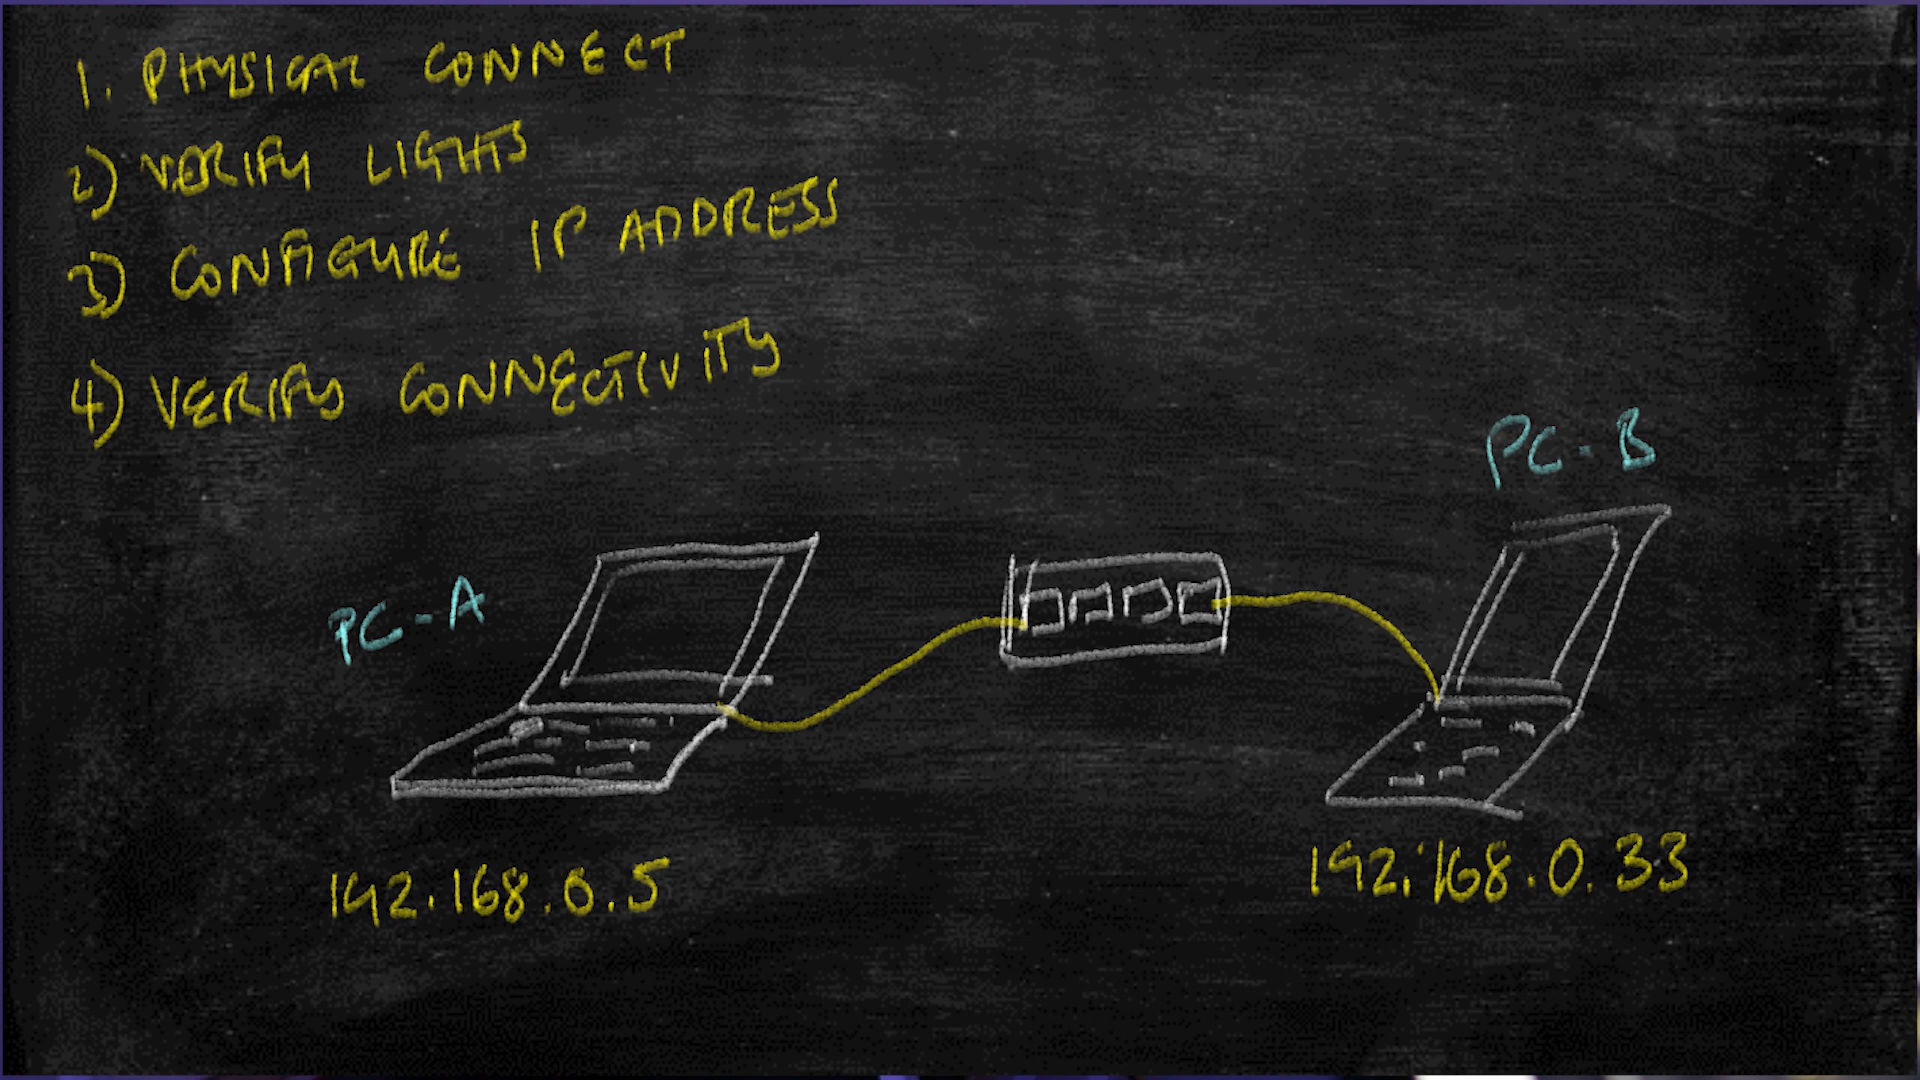 1. PHYSICAL CONNECT
2) VERIFY LIGHTS
3) CONFIGURE IP ADDRESS
4) VERIFY CONNECTIVITY
PC-B
PC-A
192.168.0.5
192.168.0.33